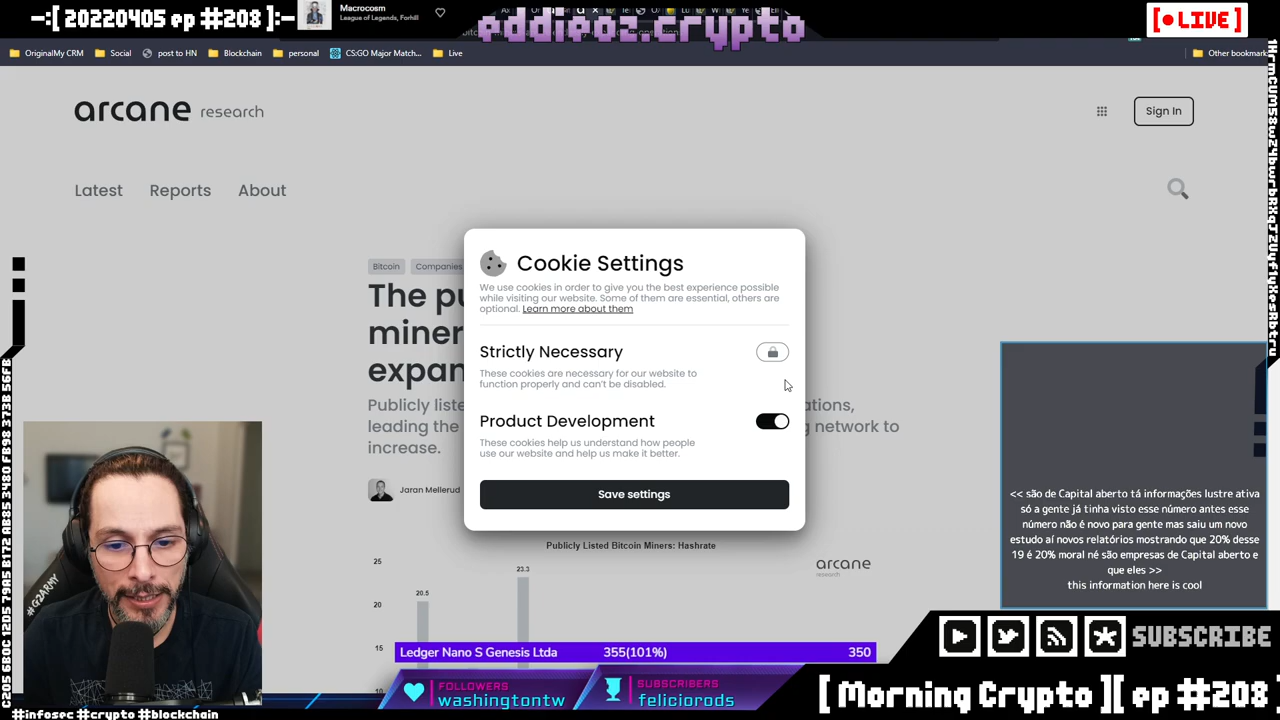 -:[ 20220405 ep #208 ]:-
Macrocosm
League of Legends, Forhill
eddieoz.crypto
[● LIVE ]
OriginalMy CRM
Social
post to HN
Blockchain
personal
CS:GO Major Match...
Live
Other bookmark
arcane research
Sign In
Latest
Reports
About
Bitcoin
Companies
The pu
miner
expan
Publicly liste
ations,
leading the
g network to
increase.
Jaran Mellerud
Cookie Settings
We use cookies in order to give you the best experience possible
while visiting our website. Some of them are essential, others are
optional. Learn more about them
Strictly Necessary
These cookies are necessary for our website to
function properly and can't be disabled.
Product Development
These cookies help us understand how people
use our website and help us make it better.
Save settings
Publicly Listed Bitcoin Miners: Hashrate
arcane
research
25
23.3
20.5
20
15
10
<< são de Capital aberto tá informações lustre ativa
só a gente já tinha visto esse número antes esse
número não é novo para gente mas saiu um novo
estudo aí novos relatórios mostrando que 20% desse
19 é 20% moral né são empresas de Capital aberto e
que eles >>
this information here is cool
#G2ARMY
Ledger Nano S Genesis Ltda
355(101%)
350
FOLLOWERS
washingtontw
SUBSCRIBERS
feliciorods
SUBSCRIBE
[ Morning Crypto ][ ep #208 ]
#infosec #crypto #blockchain